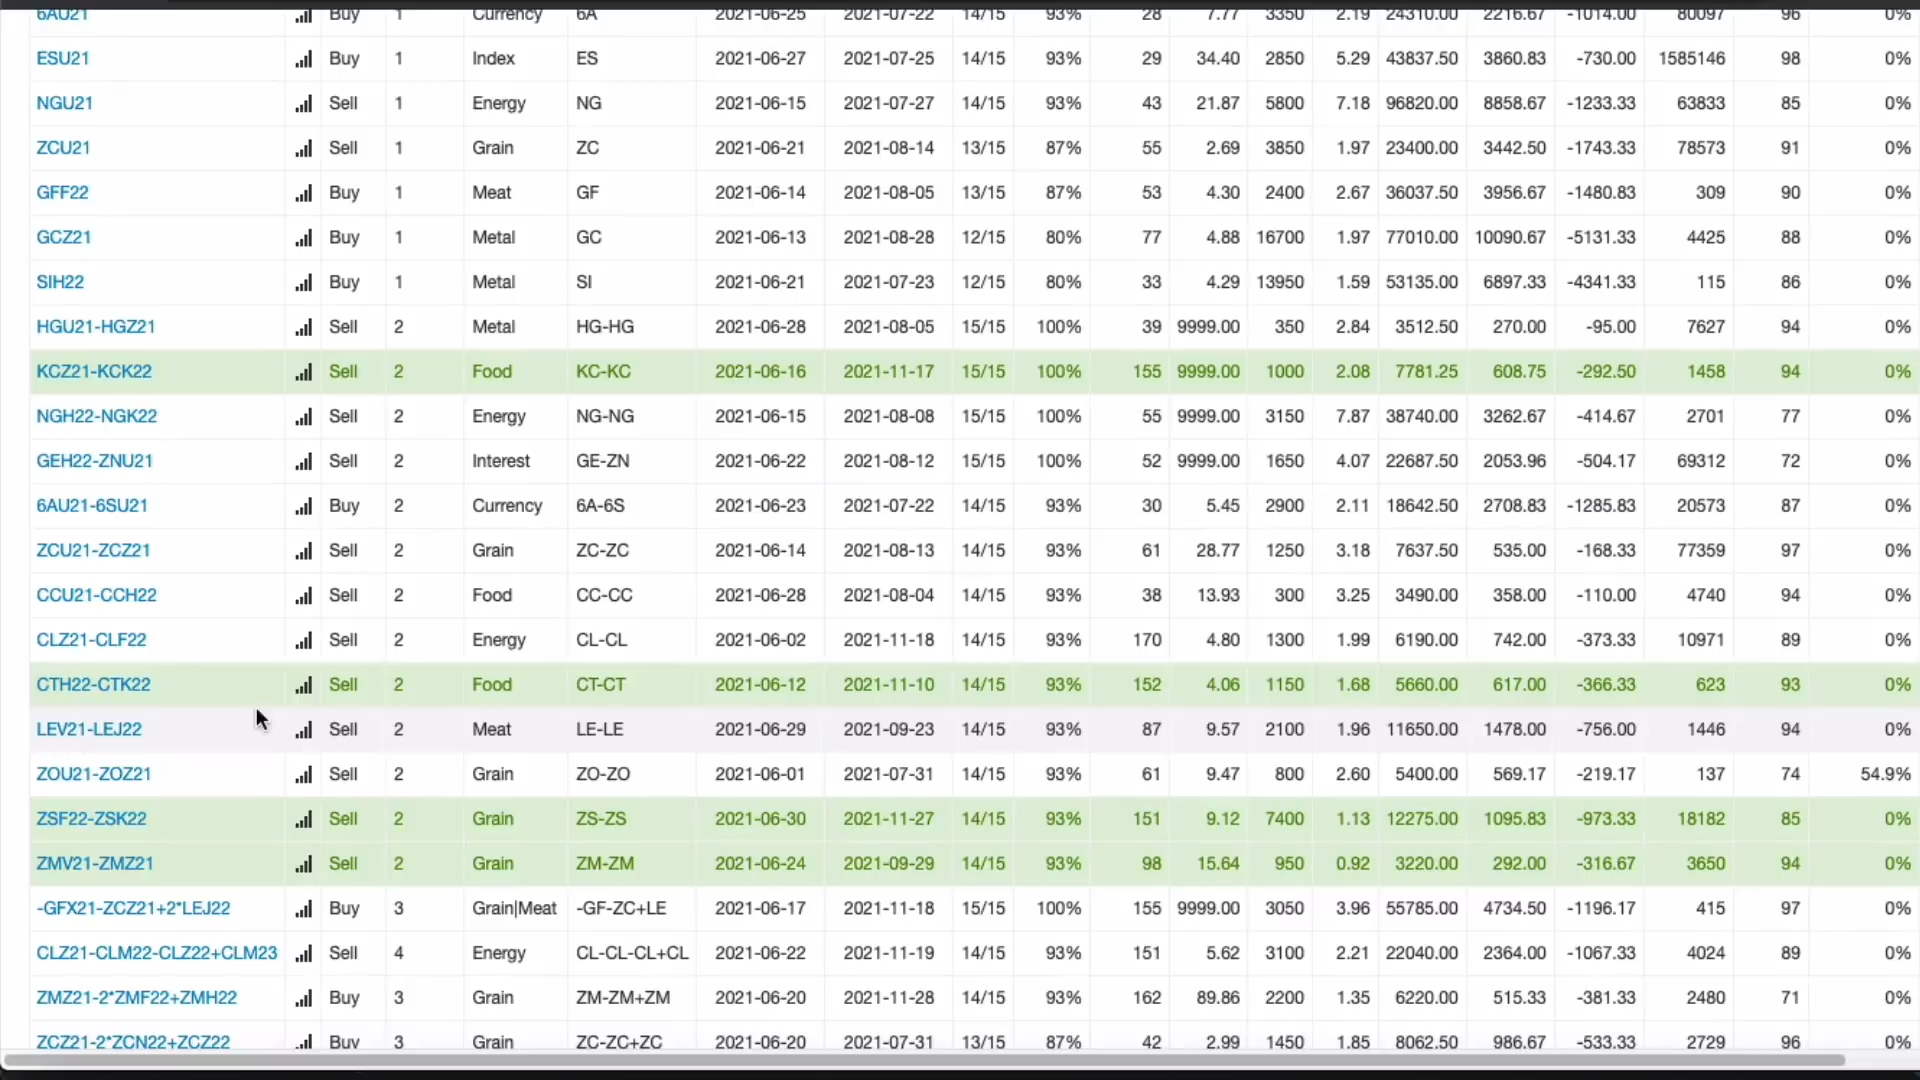 6AU21 Buy 1 Currency 6A 2021-06-25 2021-07-22 14/15 93% 28 7.77 3350 2.19 24310.00 2216.67 -1014.00 80097 96 0%
ESU21 Buy 1 Index ES 2021-06-27 2021-07-25 14/15 93% 29 34.40 2850 5.29 43837.50 3860.83 -730.00 1585146 98 0%
NGU21 Sell 1 Energy NG 2021-06-15 2021-07-27 14/15 93% 43 21.87 5800 7.18 96820.00 8858.67 -1233.33 63833 85 0%
ZCU21 Sell 1 Grain ZC 2021-06-21 2021-08-14 13/15 87% 55 2.69 3850 1.97 23400.00 3442.50 -1743.33 78573 91 0%
GFF22 Buy 1 Meat GF 2021-06-14 2021-08-05 13/15 87% 53 4.30 2400 2.67 36037.50 3956.67 -1480.83 309 90 0%
GCZ21 Buy 1 Metal GC 2021-06-13 2021-08-28 12/15 80% 77 4.88 16700 1.97 77010.00 10090.67 -5131.33 4425 88 0%
SIH22 Buy 1 Metal SI 2021-06-21 2021-07-23 12/15 80% 33 4.29 13950 1.59 53135.00 6897.33 -4341.33 115 86 0%
HGU21-HGZ21 Sell 2 Metal HG-HG 2021-06-28 2021-08-05 15/15 100% 39 9999.00 350 2.84 3512.50 270.00 -95.00 7627 94 0%
KCZ21-KCK22 Sell 2 Food KC-KC 2021-06-16 2021-11-17 15/15 100% 155 9999.00 1000 2.08 7781.25 608.75 -292.50 1458 94 0%
NGH22-NGK22 Sell 2 Energy NG-NG 2021-06-15 2021-08-08 15/15 100% 55 9999.00 3150 7.87 38740.00 3262.67 -414.67 2701 77 0%
GEH22-ZNU21 Sell 2 Interest GE-ZN 2021-06-22 2021-08-12 15/15 100% 52 9999.00 1650 4.07 22687.50 2053.96 -504.17 69312 72 0%
6AU21-6SU21 Buy 2 Currency 6A-6S 2021-06-23 2021-07-22 14/15 93% 30 5.45 2900 2.11 18642.50 2708.83 -1285.83 20573 87 0%
ZCU21-ZCZ21 Sell 2 Grain ZC-ZC 2021-06-14 2021-08-13 14/15 93% 61 28.77 1250 3.18 7637.50 535.00 -168.33 77359 97 0%
CCU21-CCH22 Sell 2 Food CC-CC 2021-06-28 2021-08-04 14/15 93% 38 13.93 300 3.25 3490.00 358.00 -110.00 4740 94 0%
CLZ21-CLF22 Sell 2 Energy CL-CL 2021-06-02 2021-11-18 14/15 93% 170 4.80 1300 1.99 6190.00 742.00 -373.33 10971 89 0%
CTH22-CTK22 Sell 2 Food CT-CT 2021-06-12 2021-11-10 14/15 93% 152 4.06 1150 1.68 5660.00 617.00 -366.33 623 93 0%
LEV21-LEJ22 Sell 2 Meat LE-LE 2021-06-29 2021-09-23 14/15 93% 87 9.57 2100 1.96 11650.00 1478.00 -756.00 1446 94 0%
ZOU21-ZOZ21 Sell 2 Grain ZO-ZO 2021-06-01 2021-07-31 14/15 93% 61 9.47 800 2.60 5400.00 569.17 -219.17 137 74 54.9%
ZSF22-ZSK22 Sell 2 Grain ZS-ZS 2021-06-30 2021-11-27 14/15 93% 151 9.12 7400 1.13 12275.00 1095.83 -973.33 18182 85 0%
ZMV21-ZMZ21 Sell 2 Grain ZM-ZM 2021-06-24 2021-09-29 14/15 93% 98 15.64 950 0.92 3220.00 292.00 -316.67 3650 94 0%
-GFX21-ZCZ21+2*LEJ22 Buy 3 Grain|Meat -GF-ZC+LE 2021-06-17 2021-11-18 15/15 100% 155 9999.00 3050 3.96 55785.00 4734.50 -1196.17 415 97 0%
CLZ21-CLM22-CLZ22+CLM23 Sell 4 Energy CL-CL-CL+CL 2021-06-22 2021-11-19 14/15 93% 151 5.62 3100 2.21 22040.00 2364.00 -1067.33 4024 89 0%
ZMZ21-2*ZMF22+ZMH22 Buy 3 Grain ZM-ZM+ZM 2021-06-20 2021-11-28 14/15 93% 162 89.86 2200 1.35 6220.00 515.33 -381.33 2480 71 0%
ZCZ21-2*ZCN22+ZCZ22 Buy 3 Grain ZC-ZC+ZC 2021-06-20 2021-07-31 13/15 87% 42 2.99 1450 1.85 8062.50 986.67 -533.33 2729 96 0%